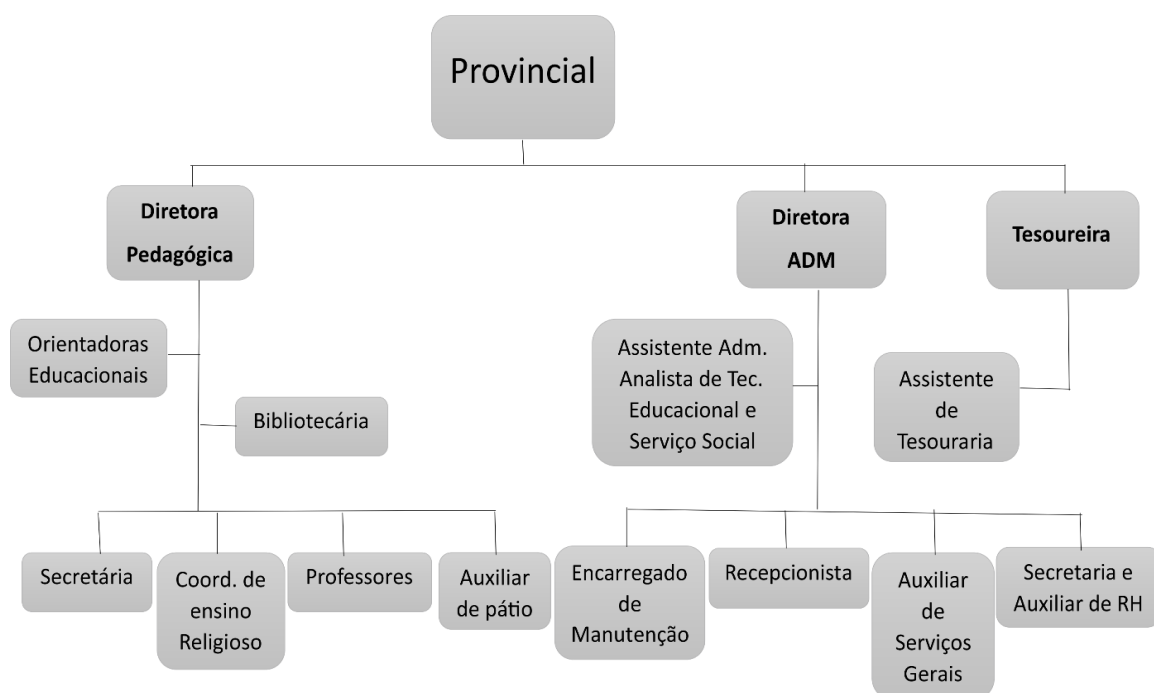 Provincial
Diretora
Pedagógica
Diretora
ADM
Tesoureira
Orientadoras
Educacionais
Bibliotecária
Assistente Adm.
Analista de Tec.
Educacional e
Serviço Social
Assistente
de
Tesouraria
Secretária
Coord. de
ensino
Religioso
Professores
Auxiliar
de pátio
Encarregado
de
Manutenção
Recepcionista
Auxiliar
de
Serviços
Gerais
Secretaria e
Auxiliar de RH